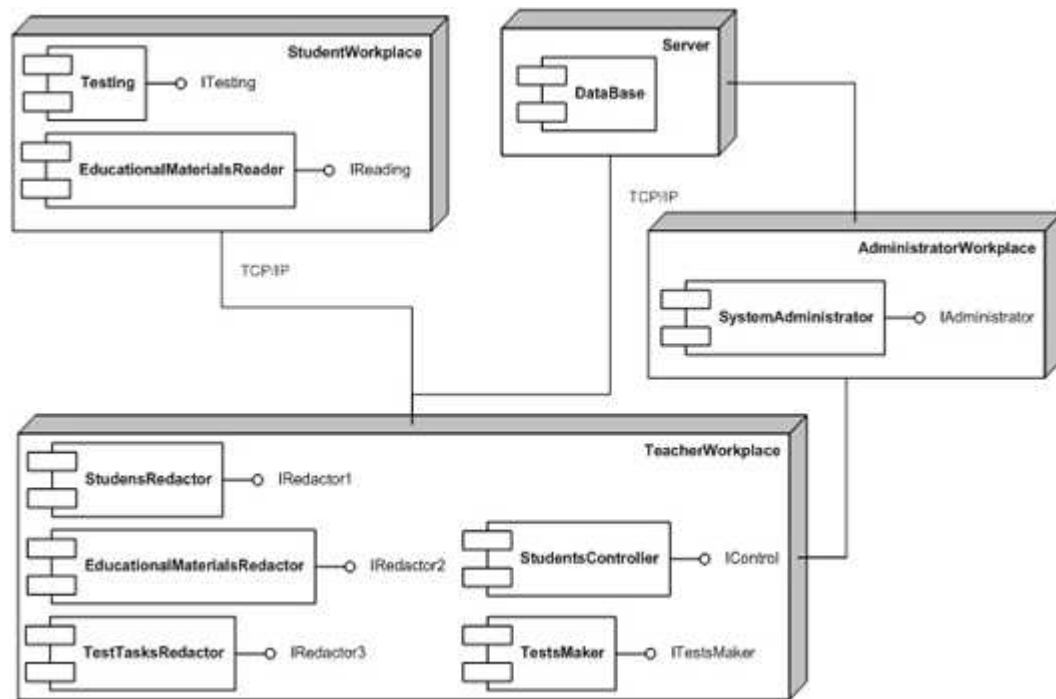 StudentWorkplace
Testing
ITesting
EducationalMaterialsReader
IReading
Server
DataBase
TCP/IP
TCP/IP
AdministratorWorkplace
SystemAdministrator
IAdministrator
TeacherWorkplace
StudensRedactor
IRedactor1
EducationalMaterialsRedactor
IRedactor2
StudentsController
IControl
TestTasksRedactor
IRedactor3
TestsMaker
ITestsMaker